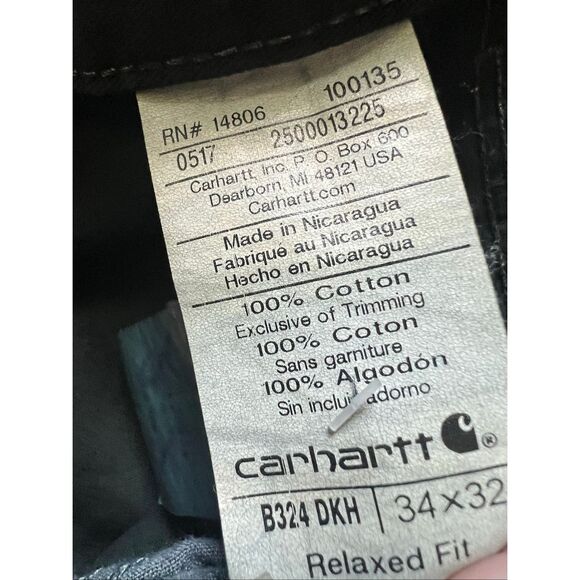 RN# 14806 100135
0517 2500013225
Carhartt, Inc. P. O. Box 600
Dearborn, MI 48121 USA
Carhartt.com
Made in Nicaragua
Fabriqué au Nicaragua
Hecho en Nicaragua
100% Cotton
Exclusive of Trimming
100% Coton
Sans garniture
100% Algodón
Sin incluir adorno
carhartt ®
B324 DKH 34×32
Relaxed Fit